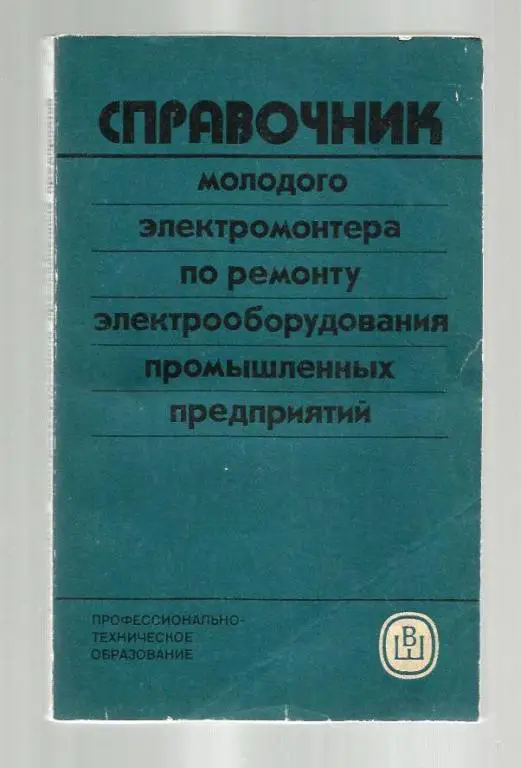 СПРАВОЧНИК
МОЛОДОГО
ЭЛЕКТРОМОНТЕРА
ПО РЕМОНТУ
ЭЛЕКТРООБОРУДОВАНИЯ
ПРОМЫШЛЕННЫХ
ПРЕДПРИЯТИЙ
ПРОФЕССИОНАЛЬНО-
ТЕХНИЧЕСКОЕ
ОБРАЗОВАНИЕ
ВШ